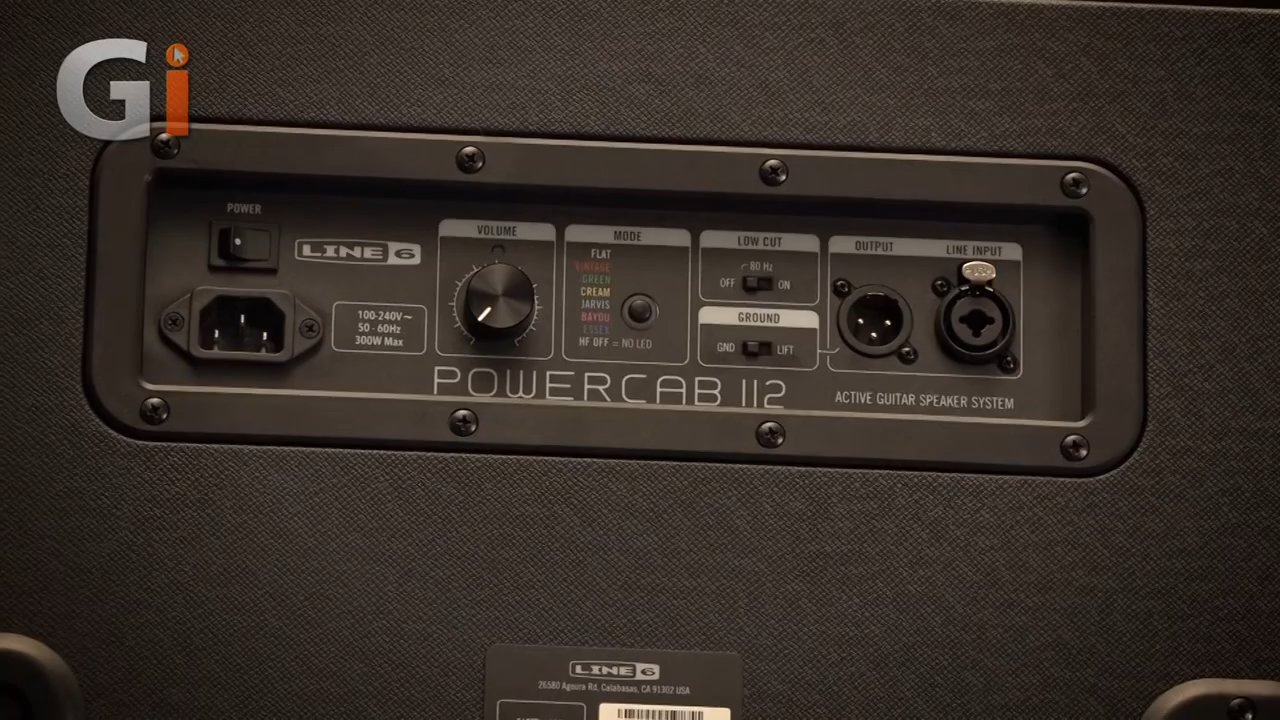 Gi
POWER
LINE 6
100-240V~
50 - 60Hz
300W Max
VOLUME
MODE
FLAT
VINTAGE
GREEN
CREAM
JARVIS
BAYOU
ESSEX
HF OFF = NO LED
LOW CUT
80 Hz
OFF ON
GROUND
GND LIFT
OUTPUT
LINE INPUT
PUSH
POWERCAB 112
ACTIVE GUITAR SPEAKER SYSTEM
LINE 6
26580 Agoura Rd, Calabasas, CA 91302 USA